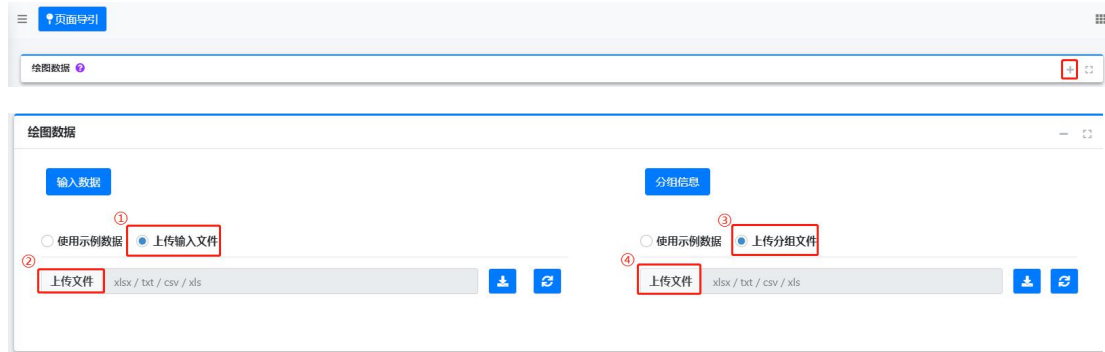 页面导引
绘图数据
绘图数据
输入数据
分组信息
①
③
使用示例数据 上传输入文件
使用示例数据 上传分组文件
②
④
上传文件 xlsx / txt / csv / xls
上传文件 xlsx / txt / csv / xls